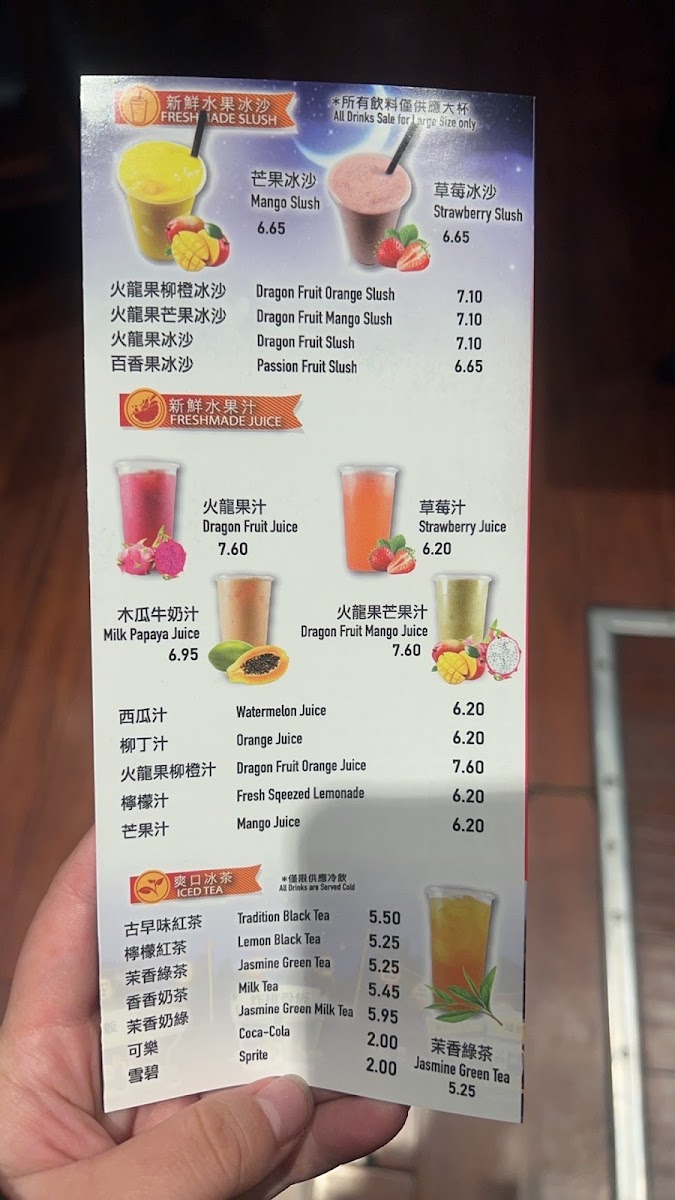 新鮮水果冰沙
FRESHMADE SLUSH
*所有飲料僅供應大杯
All Drinks Sale for Large Size only
芒果冰沙
Mango Slush
6.65
草莓冰沙
Strawberry Slush
6.65
火龍果柳橙冰沙 Dragon Fruit Orange Slush 7.10
火龍果芒果冰沙 Dragon Fruit Mango Slush 7.10
火龍果冰沙 Dragon Fruit Slush 7.10
百香果冰沙 Passion Fruit Slush 6.65
新鮮水果汁
FRESHMADE JUICE
火龍果汁
Dragon Fruit Juice
7.60
草莓汁
Strawberry Juice
6.20
木瓜牛奶汁
Milk Papaya Juice
6.95
火龍果芒果汁
Dragon Fruit Mango Juice
7.60
西瓜汁 Watermelon Juice 6.20
柳丁汁 Orange Juice 6.20
火龍果柳橙汁 Dragon Fruit Orange Juice 7.60
檸檬汁 Fresh Sqeezed Lemonade 6.20
芒果汁 Mango Juice 6.20
爽口冰茶
ICED TEA
*僅限供應冷飲
All Drinks are Served Cold
古早味紅茶 Tradition Black Tea 5.50
檸檬紅茶 Lemon Black Tea 5.25
茉香綠茶 Jasmine Green Tea 5.25
香香奶茶 Milk Tea 5.45
茉香奶綠 Jasmine Green Milk Tea 5.95
可樂 Coca-Cola 2.00
雪碧 Sprite 2.00
茉香綠茶
Jasmine Green Tea
5.25